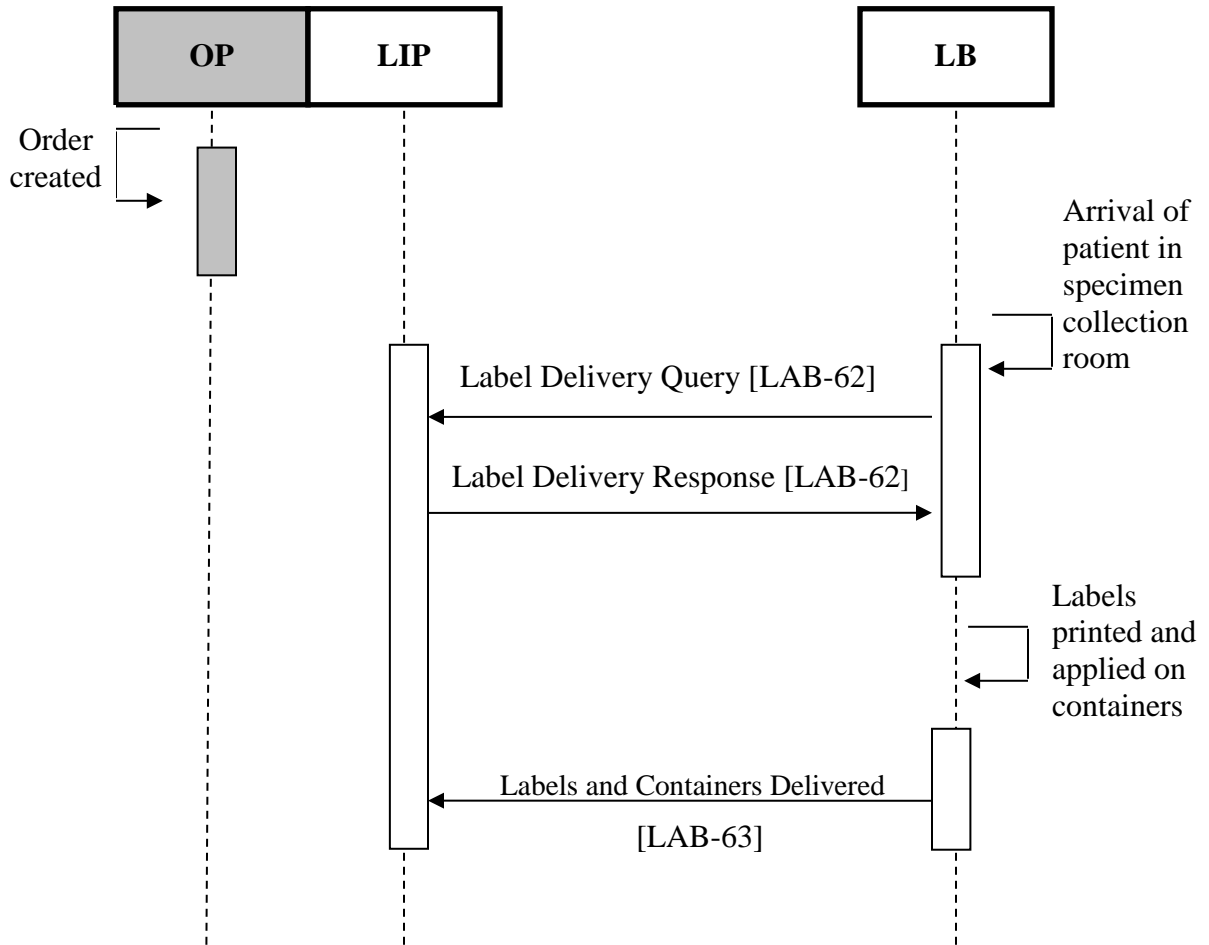 OP
LIP
LB
Order
created
Arrival of
patient in
specimen
collection
room
Label Delivery Query [LAB-62]
Label Delivery Response [LAB-62]
Labels
printed and
applied on
containers
Labels and Containers Delivered
[LAB-63]